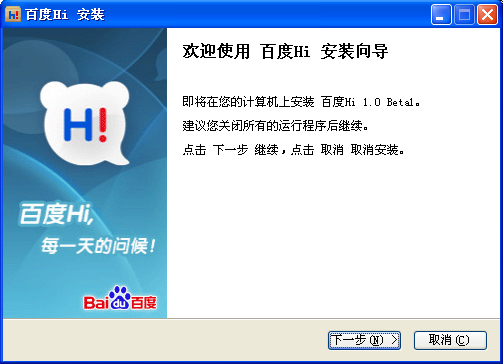 百度Hi 安装
欢迎使用 百度Hi 安装向导
即将在您的计算机上安装 百度Hi 1.0 Beta1。
建议您关闭所有的运行程序后继续。
点击 下一步 继续，点击 取消 取消安装。
Hi!
百度Hi,
每一天的问候！
Bai du 百度
下一步(N) >
取消(C)